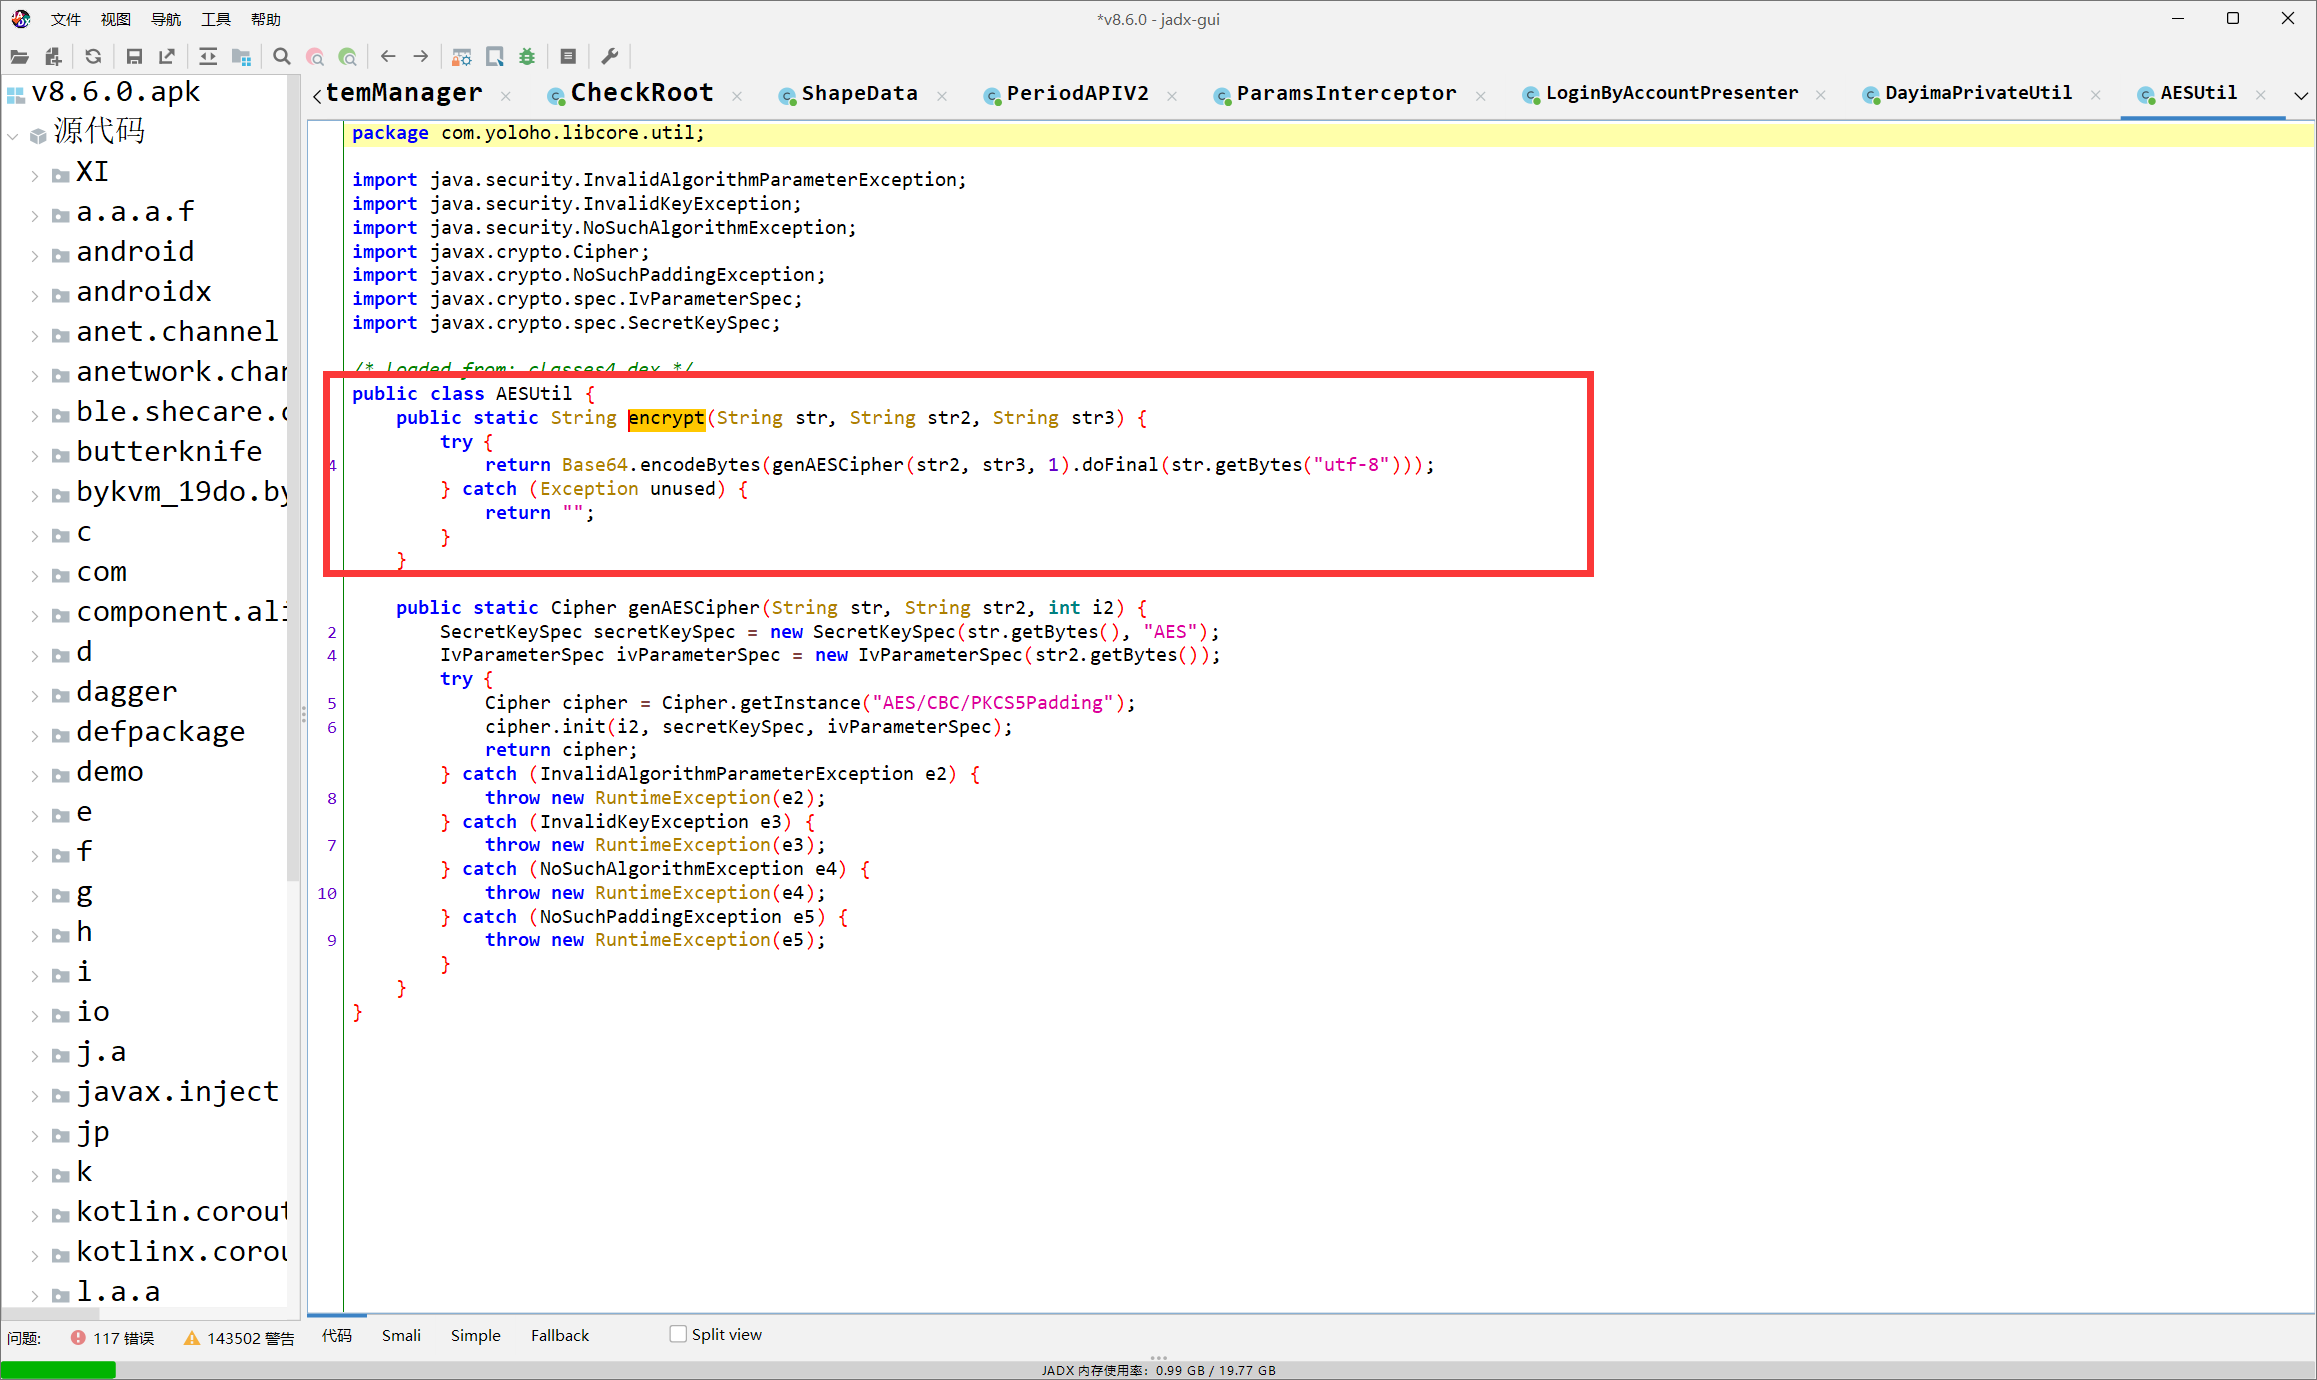 文件 视图 导航 工具 帮助
*v8.6.0 - jadx-gui
temManager CheckRoot ShapeData PeriodAPIV2 ParamsInterceptor LoginByAccountPresenter DayimaPrivateUtil AESUtil
v8.6.0.apk
源代码
XI
a.a.a.f
android
androidx
anet.channel
anetwork.char
ble.shecare.c
butterknife
bykvm_19do.by
c
com
component.ali
d
dagger
defpackage
demo
e
f
g
h
i
io
j.a
javax.inject
jp
k
kotlin.corout
kotlinx.corou
l.a.a
package com.yoloho.libcore.util;
import java.security.InvalidAlgorithmParameterException;
import java.security.InvalidKeyException;
import java.security.NoSuchAlgorithmException;
import javax.crypto.Cipher;
import javax.crypto.NoSuchPaddingException;
import javax.crypto.spec.IvParameterSpec;
import javax.crypto.spec.SecretKeySpec;
/* loaded from: classes4.dex */
public class AESUtil {
public static String encrypt(String str, String str2, String str3) {
try {
4 return Base64.encodeBytes(genAESCipher(str2, str3, 1).doFinal(str.getBytes("utf-8")));
} catch (Exception unused) {
return "";
}
}
public static Cipher genAESCipher(String str, String str2, int i2) {
2 SecretKeySpec secretKeySpec = new SecretKeySpec(str.getBytes(), "AES");
4 IvParameterSpec ivParameterSpec = new IvParameterSpec(str2.getBytes());
try {
5 Cipher cipher = Cipher.getInstance("AES/CBC/PKCS5Padding");
6 cipher.init(i2, secretKeySpec, ivParameterSpec);
return cipher;
} catch (InvalidAlgorithmParameterException e2) {
8 throw new RuntimeException(e2);
} catch (InvalidKeyException e3) {
7 throw new RuntimeException(e3);
} catch (NoSuchAlgorithmException e4) {
10 throw new RuntimeException(e4);
} catch (NoSuchPaddingException e5) {
9 throw new RuntimeException(e5);
}
}
}
问题: 117 错误 143502 警告
代码 Smali Simple Fallback Split view
JADX 内存使用率: 0.99 GB / 19.77 GB